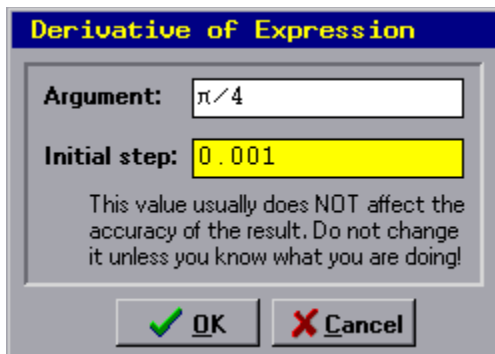 Derivative of Expression
Argument: π/4
Initial step: 0.001
This value usually does NOT affect the
accuracy of the result. Do not change
it unless you know what you are doing!
OK Cancel